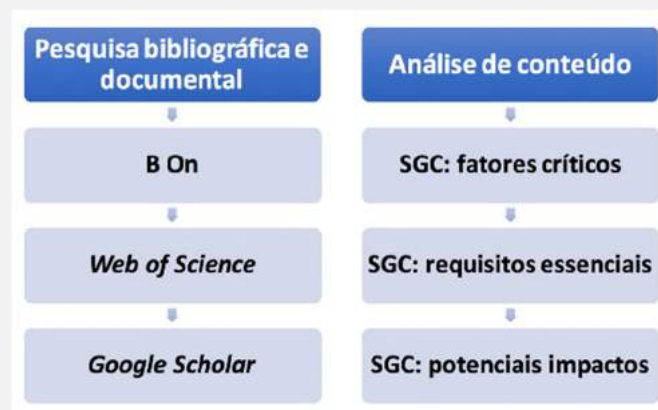 Pesquisa bibliográfica e
documental
B On
Web of Science
Google Scholar
Análise de conteúdo
SGC: fatores críticos
SGC: requisitos essenciais
SGC: potenciais impactos